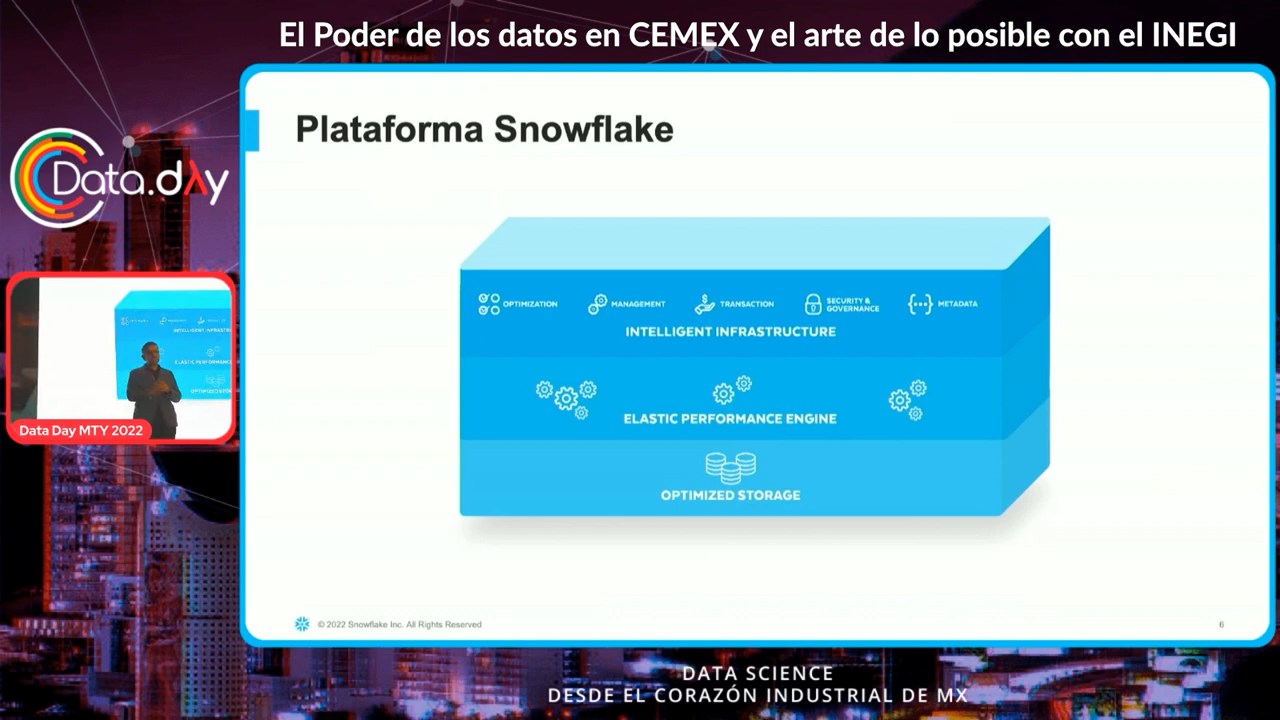 El Poder de los datos en CEMEX y el arte de lo posible con el INEGI
Data.day
Plataforma Snowflake
OPTIMIZATION
MANAGEMENT
TRANSACTION
SECURITY &
GOVERNANCE
METADATA
INTELLIGENT INFRASTRUCTURE
ELASTIC PERFORMANCE ENGINE
OPTIMIZED STORAGE
Data Day MTY 2022
© 2022 Snowflake Inc. All Rights Reserved
6
DATA SCIENCE
DESDE EL CORAZÓN INDUSTRIAL DE MX